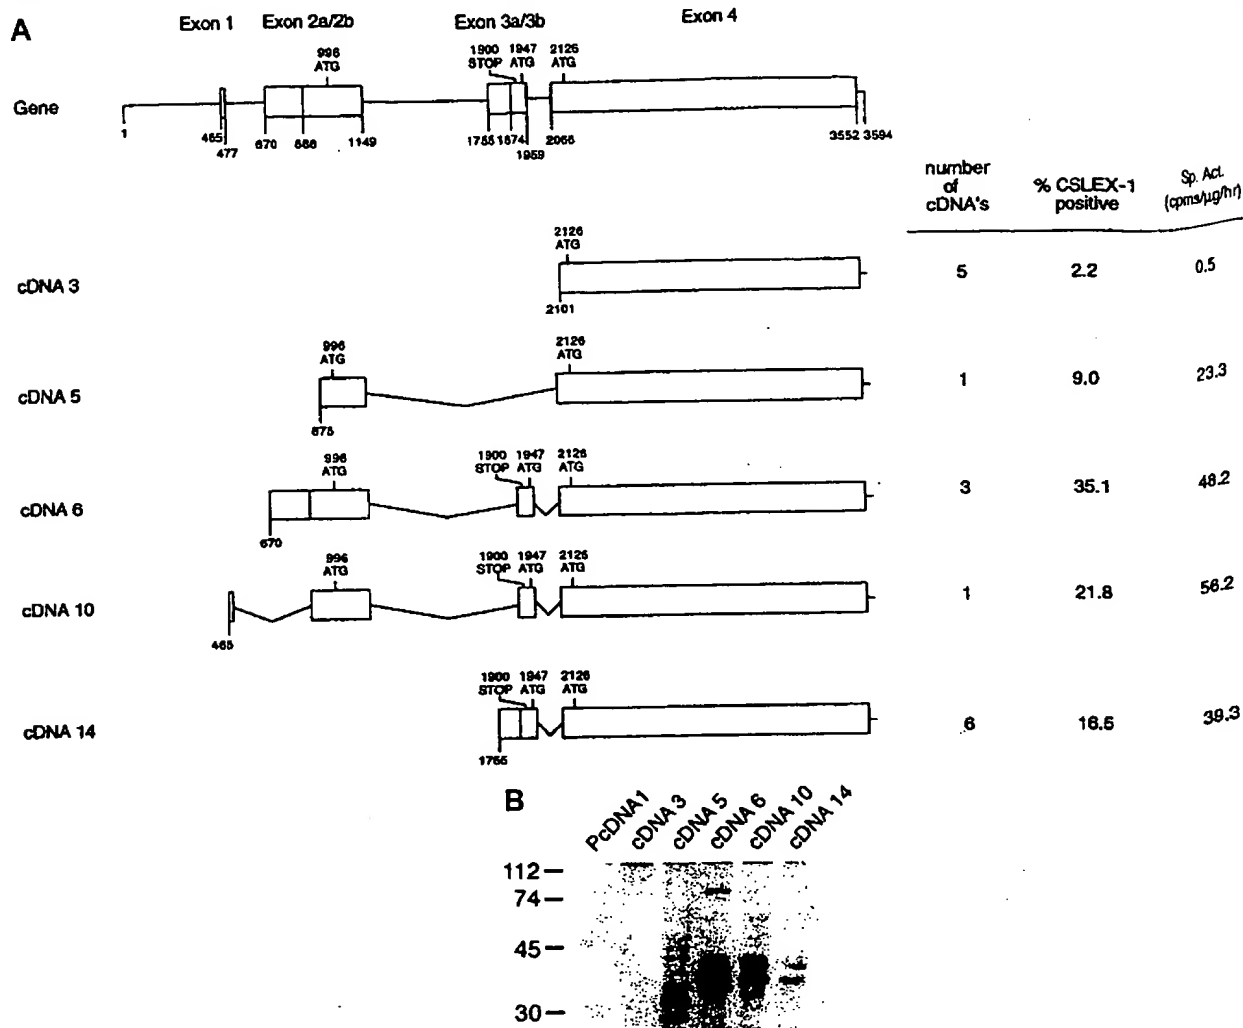 A
Exon 1 Exon 2a/2b Exon 3a/3b Exon 4
996 ATG
1900 STOP
1947 ATG
2126 ATG
Gene
1 465 477 670 1149 1755 1874 1959 2066 3552 3594
number of cDNA's
% CSLEX-1 positive
Sp. Act. (cpms/µg/hr)
2126 ATG
cDNA 3 5 2.2 0.5
2101
996 ATG
2126 ATG
cDNA 5 1 9.0 23.3
875
996 ATG
1900 STOP
1947 ATG
2126 ATG
cDNA 6 3 35.1 48.2
670
996 ATG
1900 STOP
1947 ATG
2126 ATG
cDNA 10 1 21.8 56.2
465
1900 STOP
1947 ATG
2126 ATG
cDNA 14 6 16.5 39.3
1755
B
PcDNA1 cDNA 3 cDNA 5 cDNA 6 cDNA 10 cDNA 14
112
74
45
30